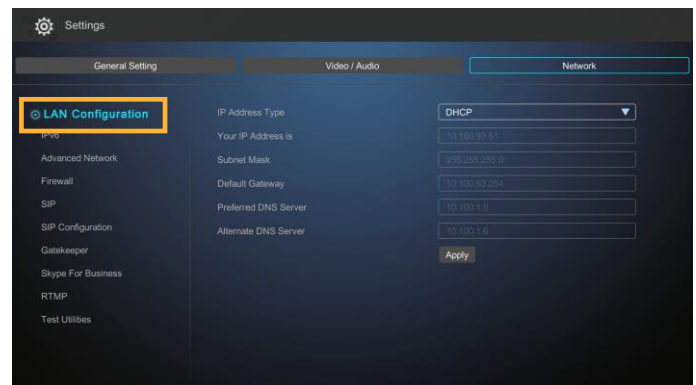 Settings
General Setting Video / Audio Network
LAN Configuration
IP Address Type DHCP
IPv6 Your IP Address is 10.100.93.51
Advanced Network Subnet Mask 255.255.255.0
Firewall Default Gateway 10.100.93.254
SIP Preferred DNS Server 10.100.1.5
SIP Configuration Alternate DNS Server 10.100.1.6
Gatekeeper Apply
Skype For Business
RTMP
Test Utilities